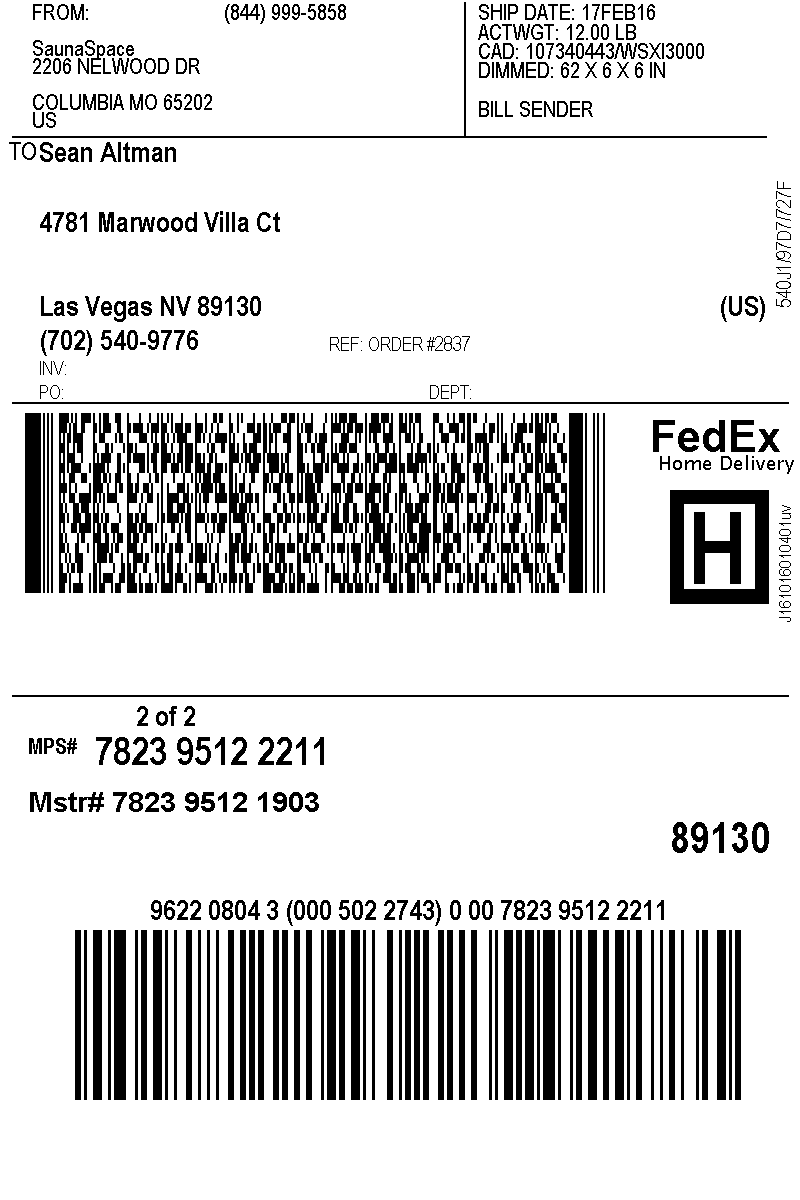 FROM: (844) 999-5858
SaunaSpace
2206 NELWOOD DR
COLUMBIA MO 65202
US
SHIP DATE: 17FEB16
ACTWGT: 12.00 LB
CAD: 107340443/WSXI3000
DIMMED: 62 X 6 X 6 IN
BILL SENDER
TO Sean Altman
4781 Marwood Villa Ct
Las Vegas NV 89130 (US)
(702) 540-9776 REF: ORDER #2837
INV:
PO: DEPT:
540J1/97D7/727F
FedEx
Home Delivery
H
J161016010401uv
2 of 2
MPS# 7823 9512 2211
Mstr# 7823 9512 1903
89130
9622 0804 3 (000 502 2743) 0 00 7823 9512 2211